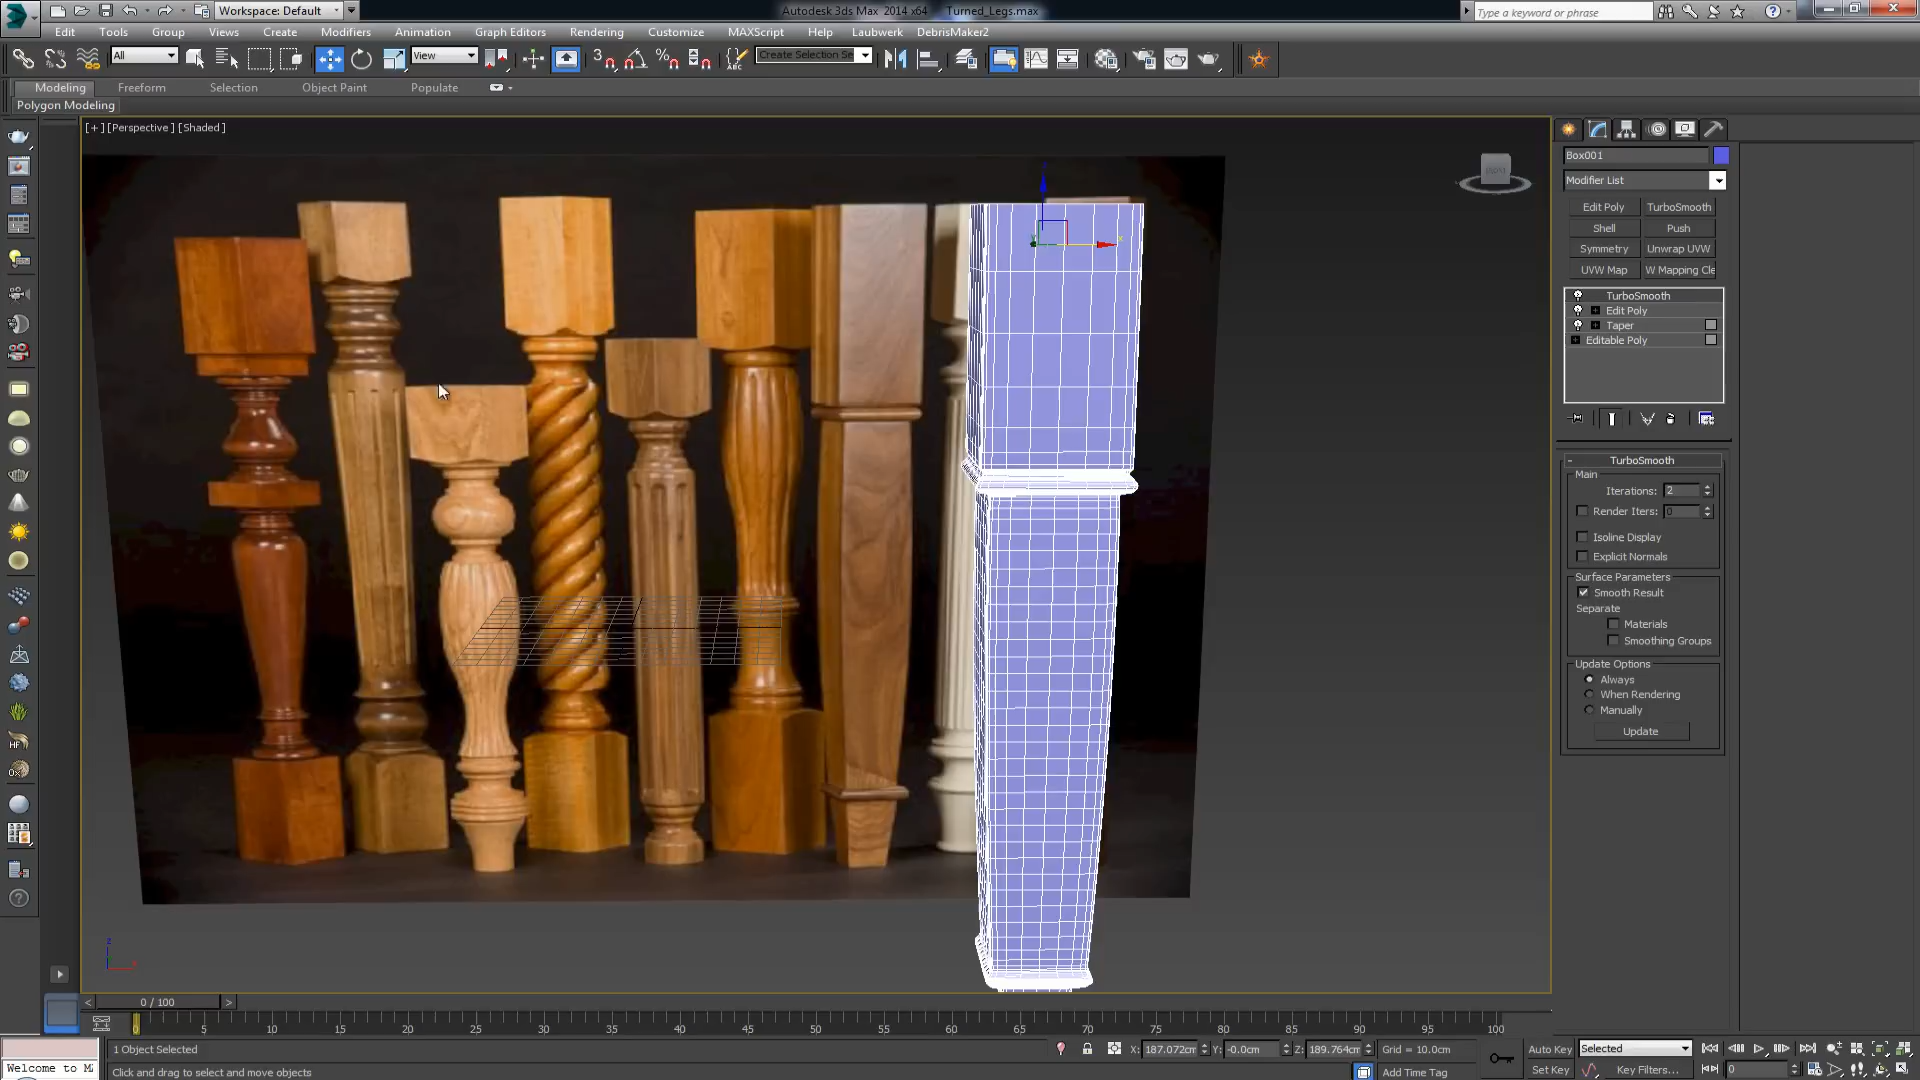 Workspace: Default
Autodesk 3ds Max 2014 x64 Turned_Legs.max
Type a keyword or phrase
Edit Tools Group Views Create Modifiers Animation Graph Editors Rendering Customize MAXScript Help Laubwerk DebrisMaker2
All
View
3
Create Selection Se
Modeling Freeform Selection Object Paint Populate
Polygon Modeling
[+] [Perspective] [Shaded]
Box001
Modifier List
Edit Poly TurboSmooth
Shell Push
Symmetry Unwrap UVW
UVW Map W Mapping Cle
TurboSmooth
Edit Poly
Taper
Editable Poly
- TurboSmooth
Main
Iterations: 2
Render Iters: 0
Isoline Display
Explicit Normals
Surface Parameters
Smooth Result
Separate
Materials
Smoothing Groups
Update Options
Always
When Rendering
Manually
Update
HF
z
x
< 0 / 100 >
0 5 10 15 20 25 30 35 40 45 50 55 60 65 70 75 80 85 90 95 100
1 Object Selected
X: 187.072cm Y: -0.0cm Z: 189.764cm Grid = 10.0cm
Auto Key Selected
Welcome to MA
Click and drag to select and move objects
Add Time Tag
Set Key Key Filters... 0